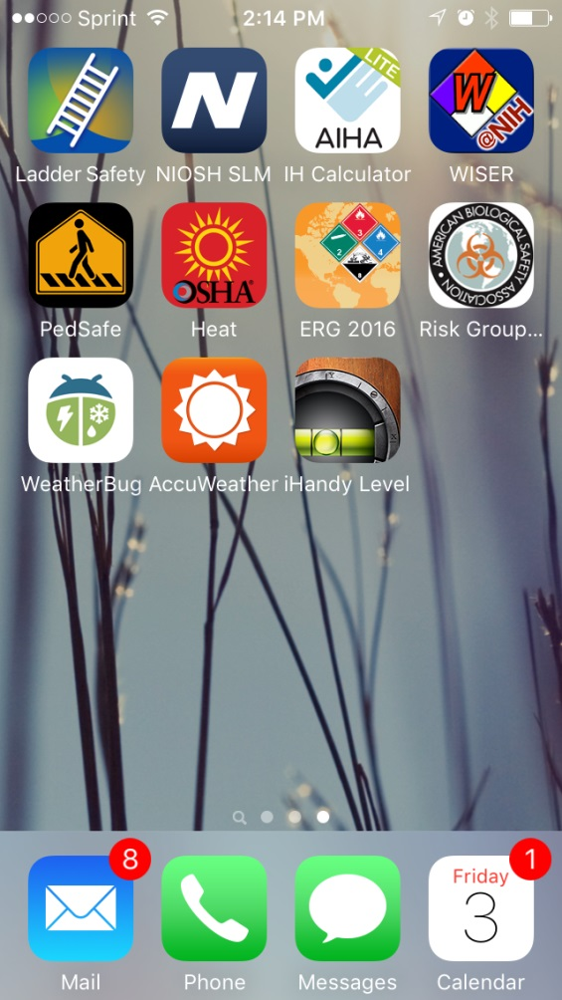 Sprint 2:14 PM
LITE
N
AIHA
W
@NIH
Ladder Safety NIOSH SLM IH Calculator WISER
OSHA
3
2
4
8
AMERICAN BIOLOGICAL SAFETY ASSOCIATION
PedSafe Heat ERG 2016 Risk Group...
WeatherBug AccuWeather iHandy Level
8
1
Friday
3
Mail Phone Messages Calendar